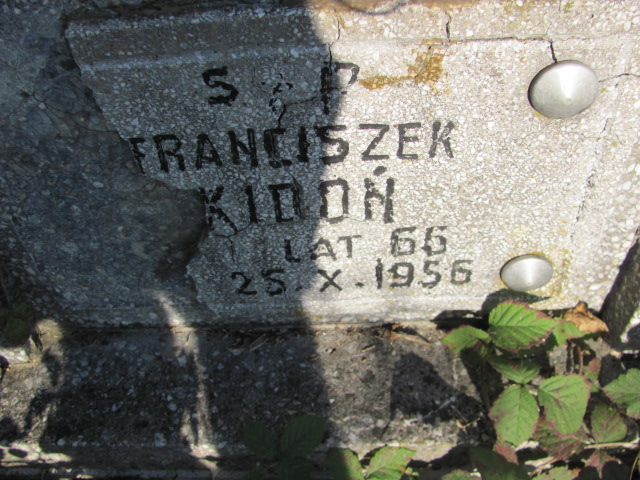 S P
FRANCISZEK
KIDOŃ
LAT 66
25.X.1956